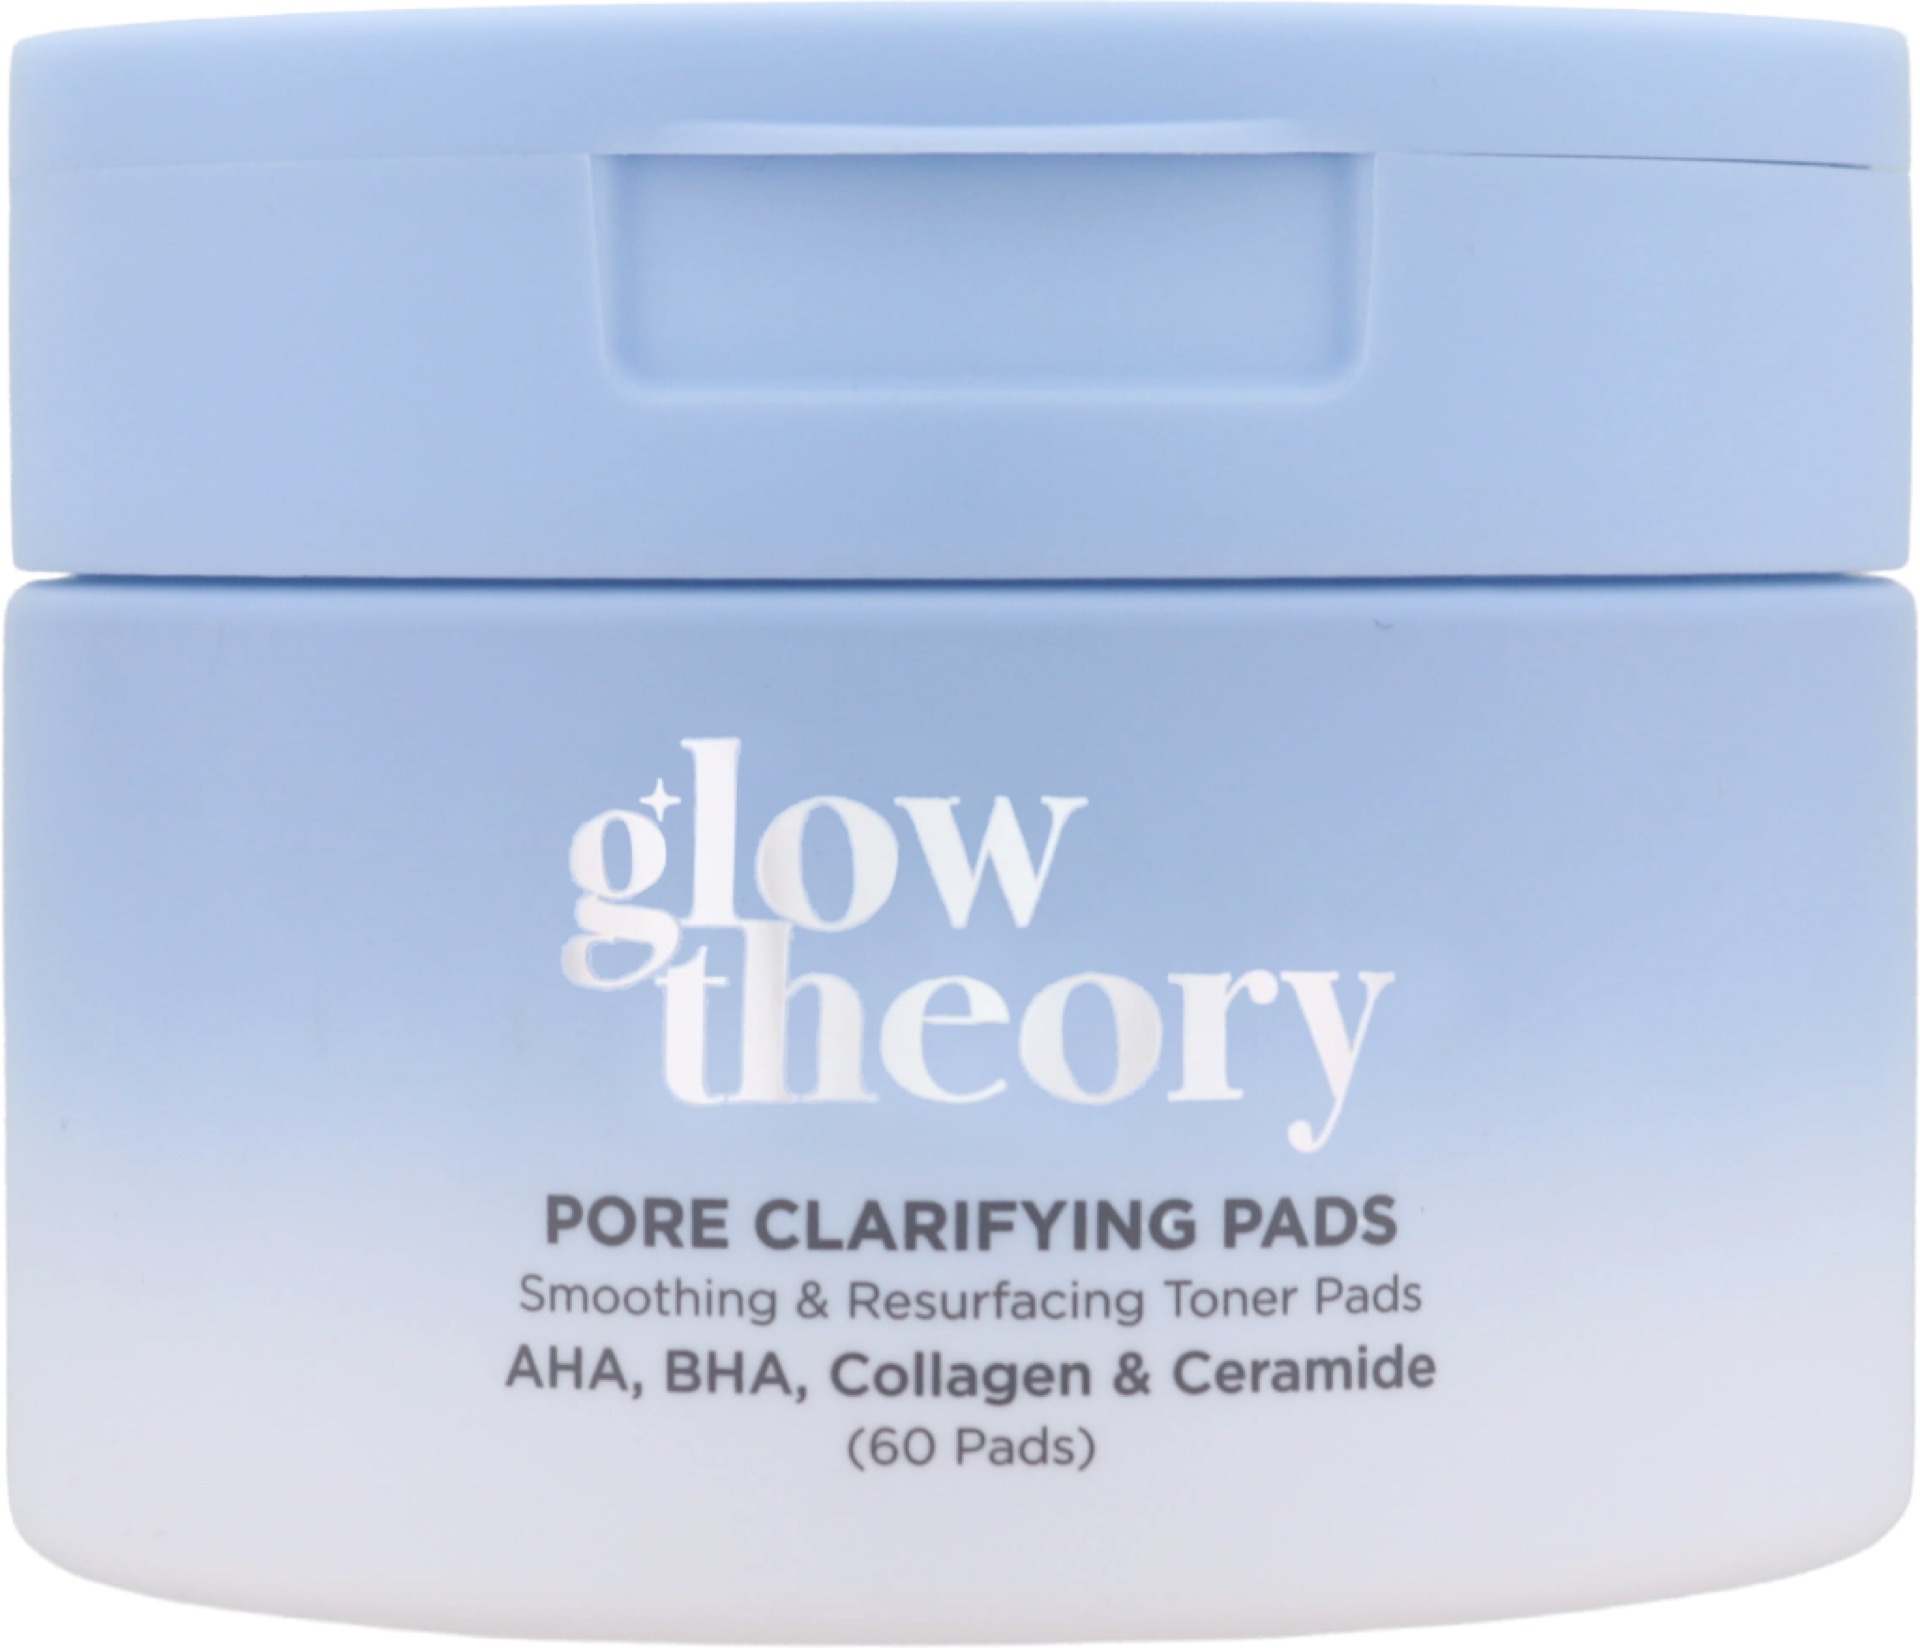 glow
theory
PORE CLARIFYING PADS
Smoothing & Resurfacing Toner Pads
AHA, BHA, Collagen & Ceramide
(60 Pads)